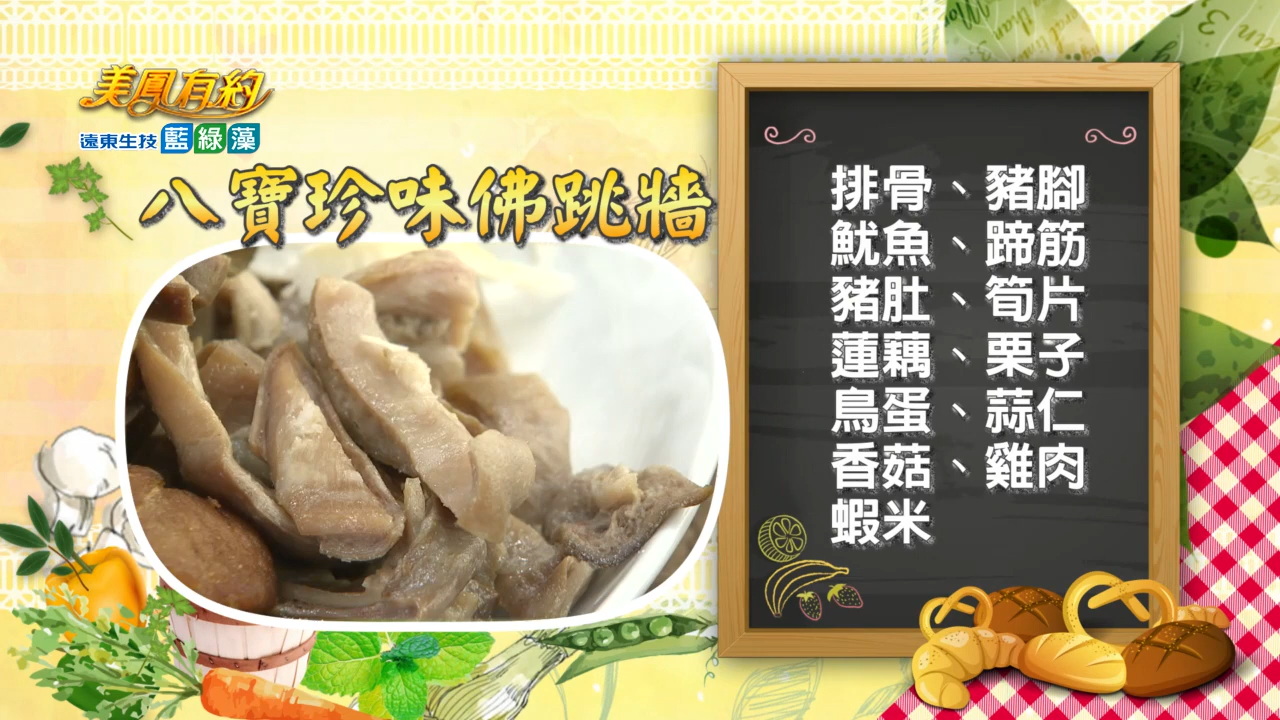 美鳳有約
遠東生技藍綠藻
八寶珍味佛跳牆
排骨、豬腳
魷魚、蹄筋
豬肚、筍片
蓮藕、栗子
鳥蛋、蒜仁
香菇、雞肉
蝦米